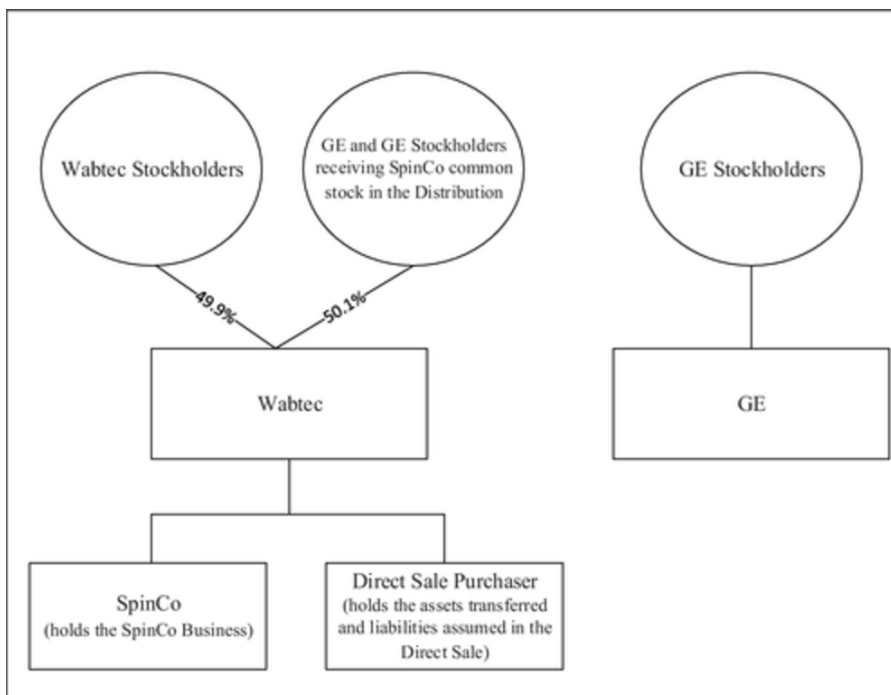 Wabtec Stockholders
GE and GE Stockholders
receiving SpinCo common
stock in the Distribution
GE Stockholders
49.9%
50.1%
Wabtec
GE
SpinCo
(holds the SpinCo Business)
Direct Sale Purchaser
(holds the assets transferred
and liabilities assumed in the
Direct Sale)